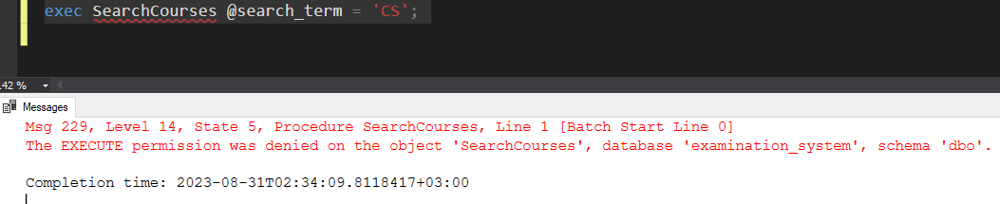 exec SearchCourses @search_term = 'CS';
142 %
Messages
Msg 229, Level 14, State 5, Procedure SearchCourses, Line 1 [Batch Start Line 0]
The EXECUTE permission was denied on the object 'SearchCourses', database 'examination_system', schema 'dbo'.
Completion time: 2023-08-31T02:34:09.8118417+03:00